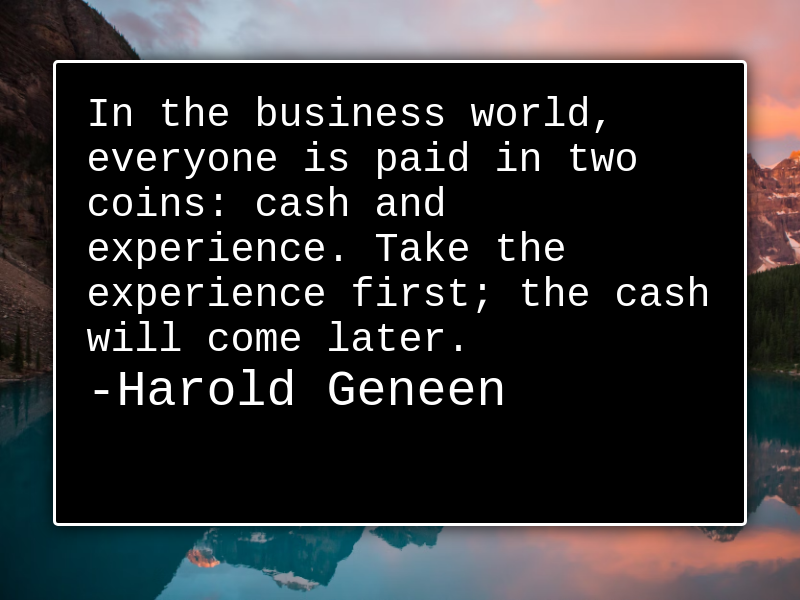 In the business world,
everyone is paid in two
coins: cash and
experience. Take the
experience first; the cash
will come later.
-Harold Geneen